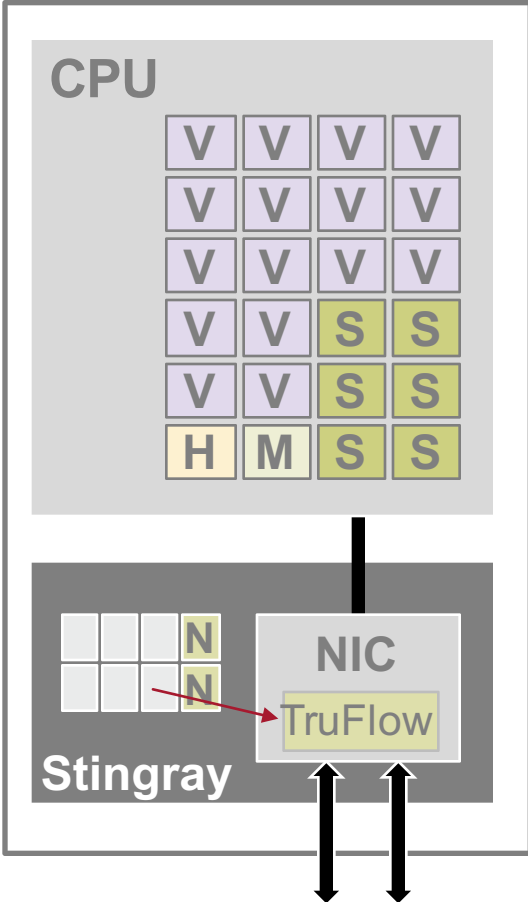 CPU
V V V V
V V V V
V V V V
V V S S
V V S S
H M S S
N
N
NIC
TruFlow
Stingray